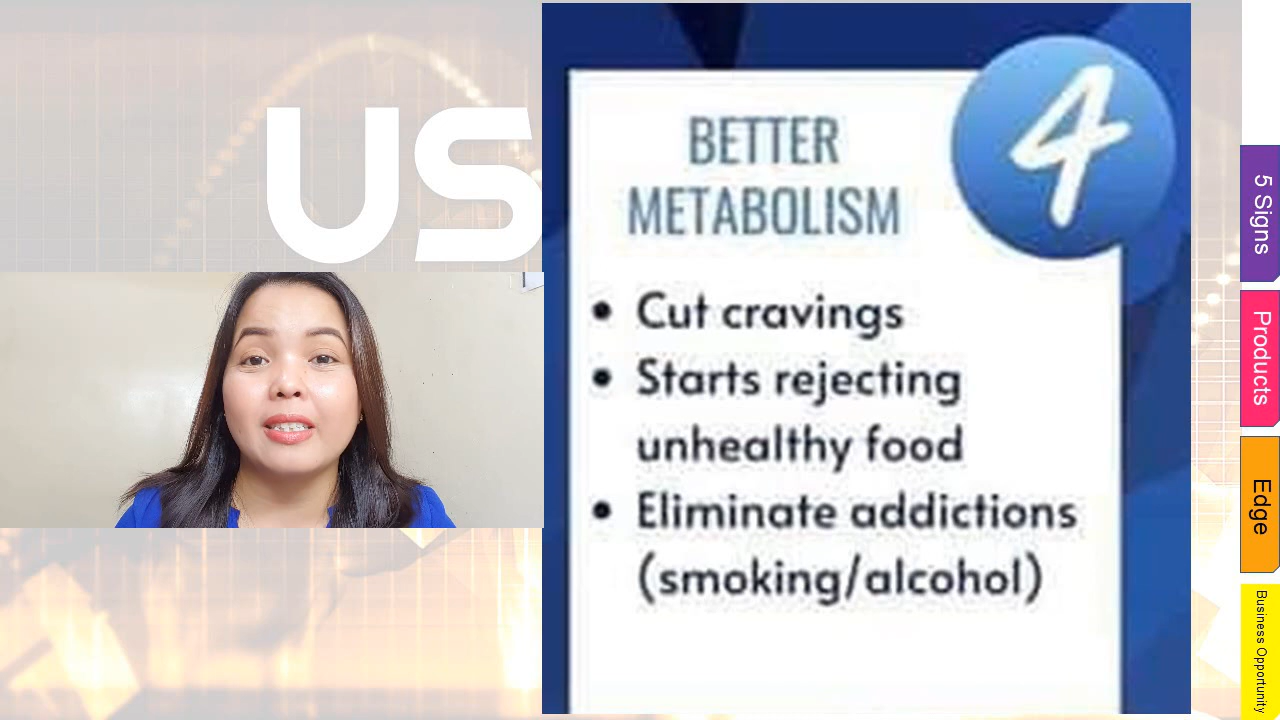 US
4
BETTER
METABOLISM
• Cut cravings
• Starts rejecting
unhealthy food
• Eliminate addictions
(smoking/alcohol)
5 Signs
Products
Edge
Business Opportunity